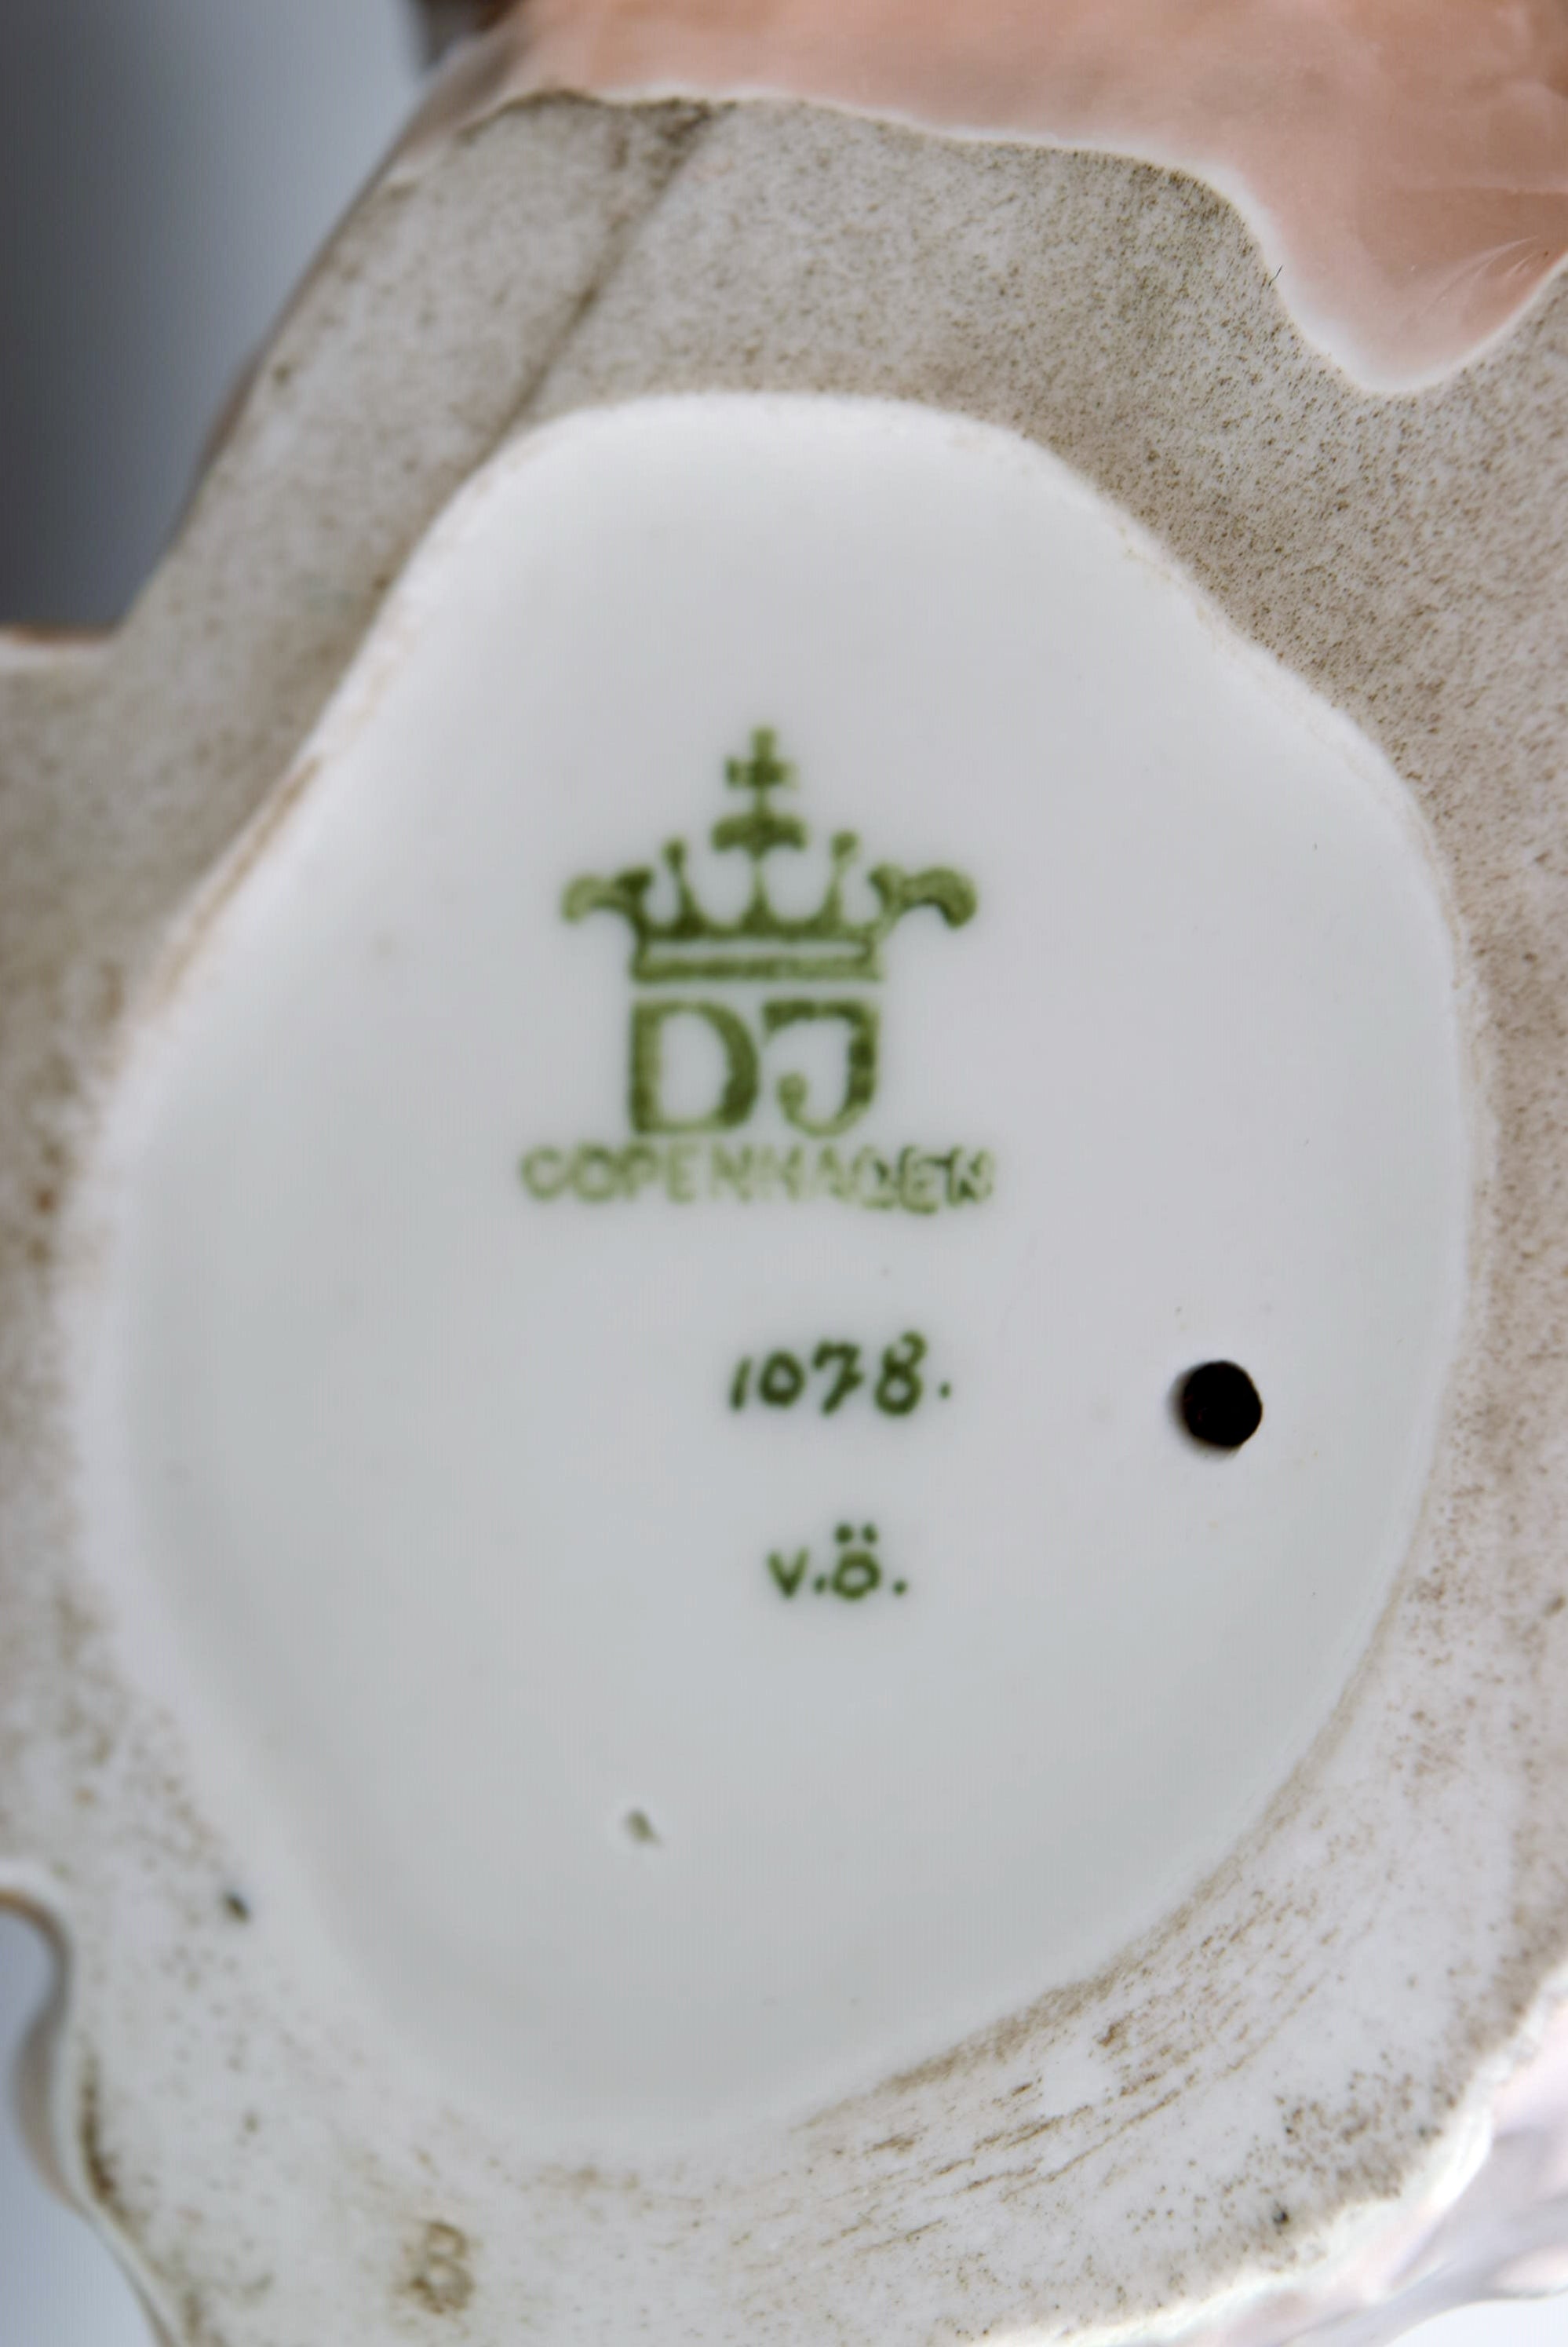 DJ
COPENHAGEN
1078.
v.ö.
B